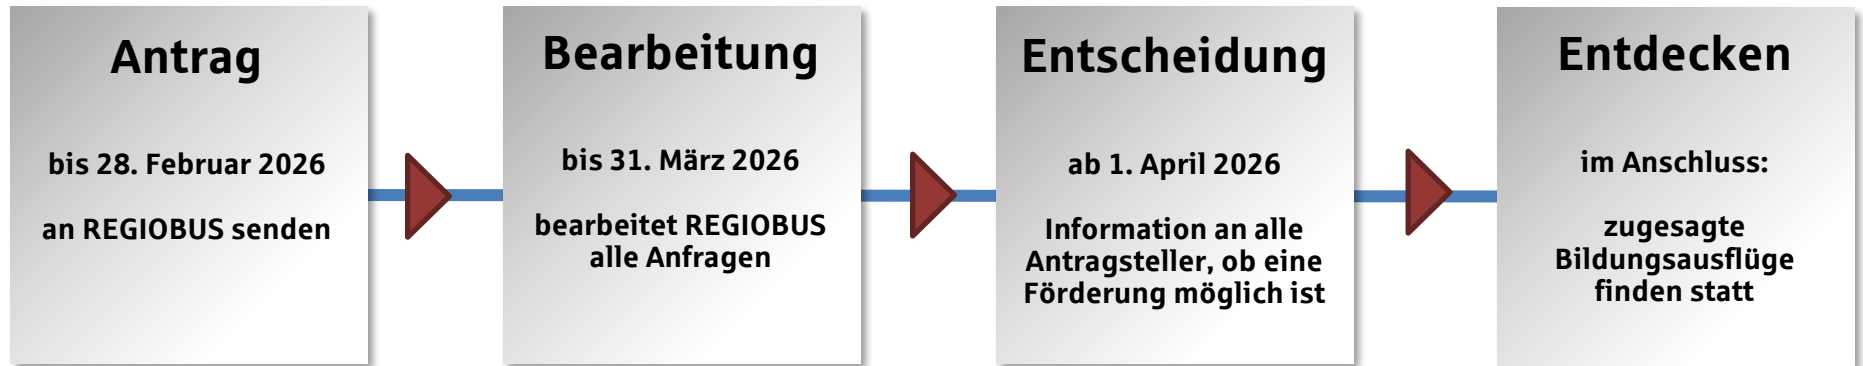 Antrag
bis 28. Februar 2026
an REGIOBUS senden
Bearbeitung
bis 31. März 2026
bearbeitet REGIOBUS
alle Anfragen
Entscheidung
ab 1. April 2026
Information an alle
Antragsteller, ob eine
Förderung möglich ist
Entdecken
im Anschluss:
zugesagte
Bildungsausflüge
finden statt